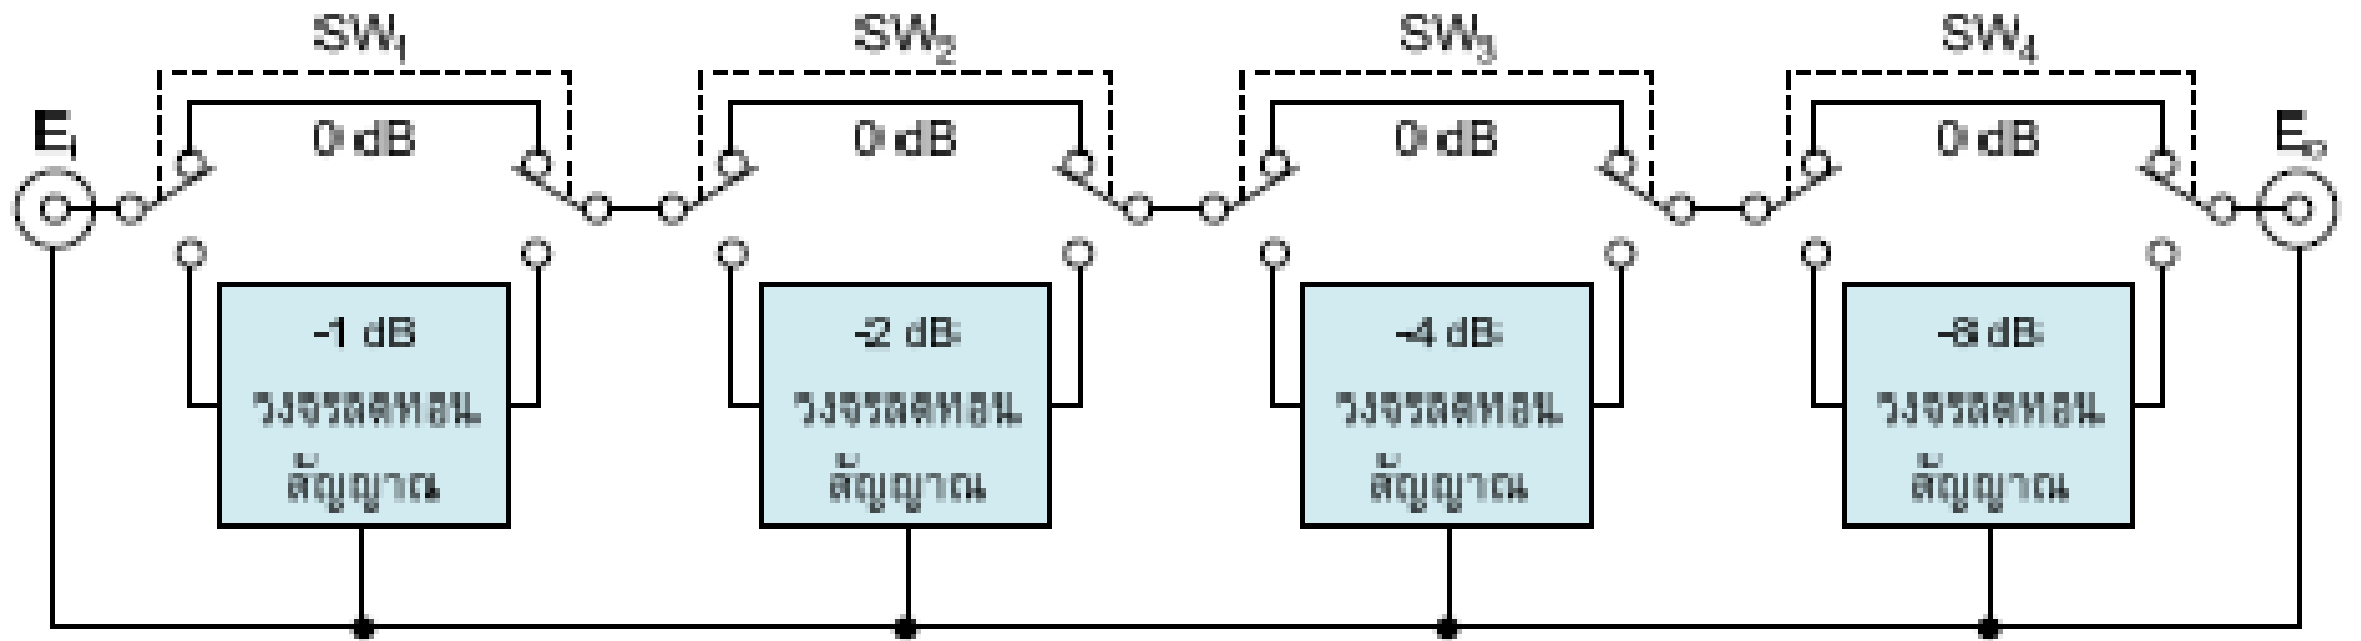 SW₁ SW₂ SW₃ SW₄
Eᵢ 0 dB 0 dB 0 dB 0 dB Eₒ
-1 dB -2 dB -4 dB -8 dB
วงจรลดทอน วงจรลดทอน วงจรลดทอน วงจรลดทอน
สัญญาณ สัญญาณ สัญญาณ สัญญาณ